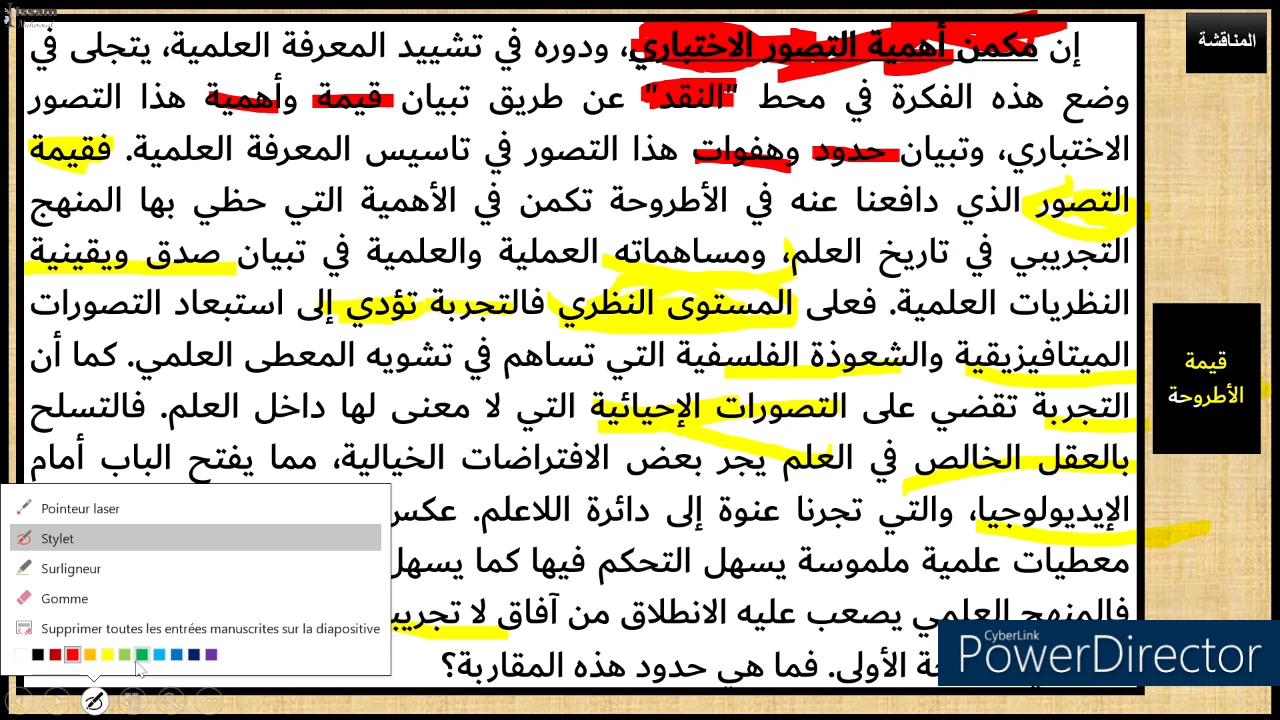 Issam
المناقشة
إن مكمن أهمية التصور الاختباري، ودوره في تشييد المعرفة العلمية، يتجلى في
وضع هذه الفكرة في محط "النقد" عن طريق تبيان قيمة وأهمية هذا التصور
الاختباري، وتبيان حدود وهفوات هذا التصور في تاسيس المعرفة العلمية. فقيمة
التصور الذي دافعنا عنه في الأطروحة تكمن في الأهمية التي حظي بها المنهج
التجريبي في تاريخ العلم، ومساهماته العملية والعلمية في تبيان صدق ويقينية
النظريات العلمية. فعلى المستوى النظري فالتجربة تؤدي إلى استبعاد التصورات
الميتافيزيقية والشعوذة الفلسفية التي تساهم في تشويه المعطى العلمي. كما أن
التجربة تقضي على التصورات الإحيائية التي لا معنى لها داخل العلم. فالتسلح
بالعقل الخالص في العلم يجر بعض الافتراضات الخيالية، مما يفتح الباب أمام
الإيديولوجيا، والتي تجرنا عنوة إلى دائرة اللاعلم. عكس
معطيات علمية ملموسة يسهل التحكم فيها كما يسهل
فالمنهج العلمي يصعب عليه الانطلاق من آفاق لا
الأولى. فما هي حدود هذه المقاربة؟
قيمة
الأطروحة
Pointeur laser
Stylet
Surligneur
Gomme
Supprimer toutes les entrées manuscrites sur la diapositive
CyberLink
PowerDirector